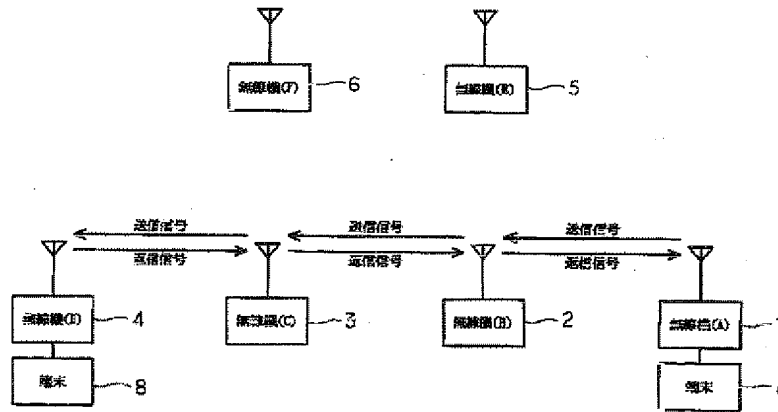 無線機(F)
6
無線機(E)
5
送信信号
送信信号
送信信号
返信信号
返信信号
返信信号
無線機(D)
4
無線機(C)
3
無線機(B)
2
無線機(A)
端末
8
端末